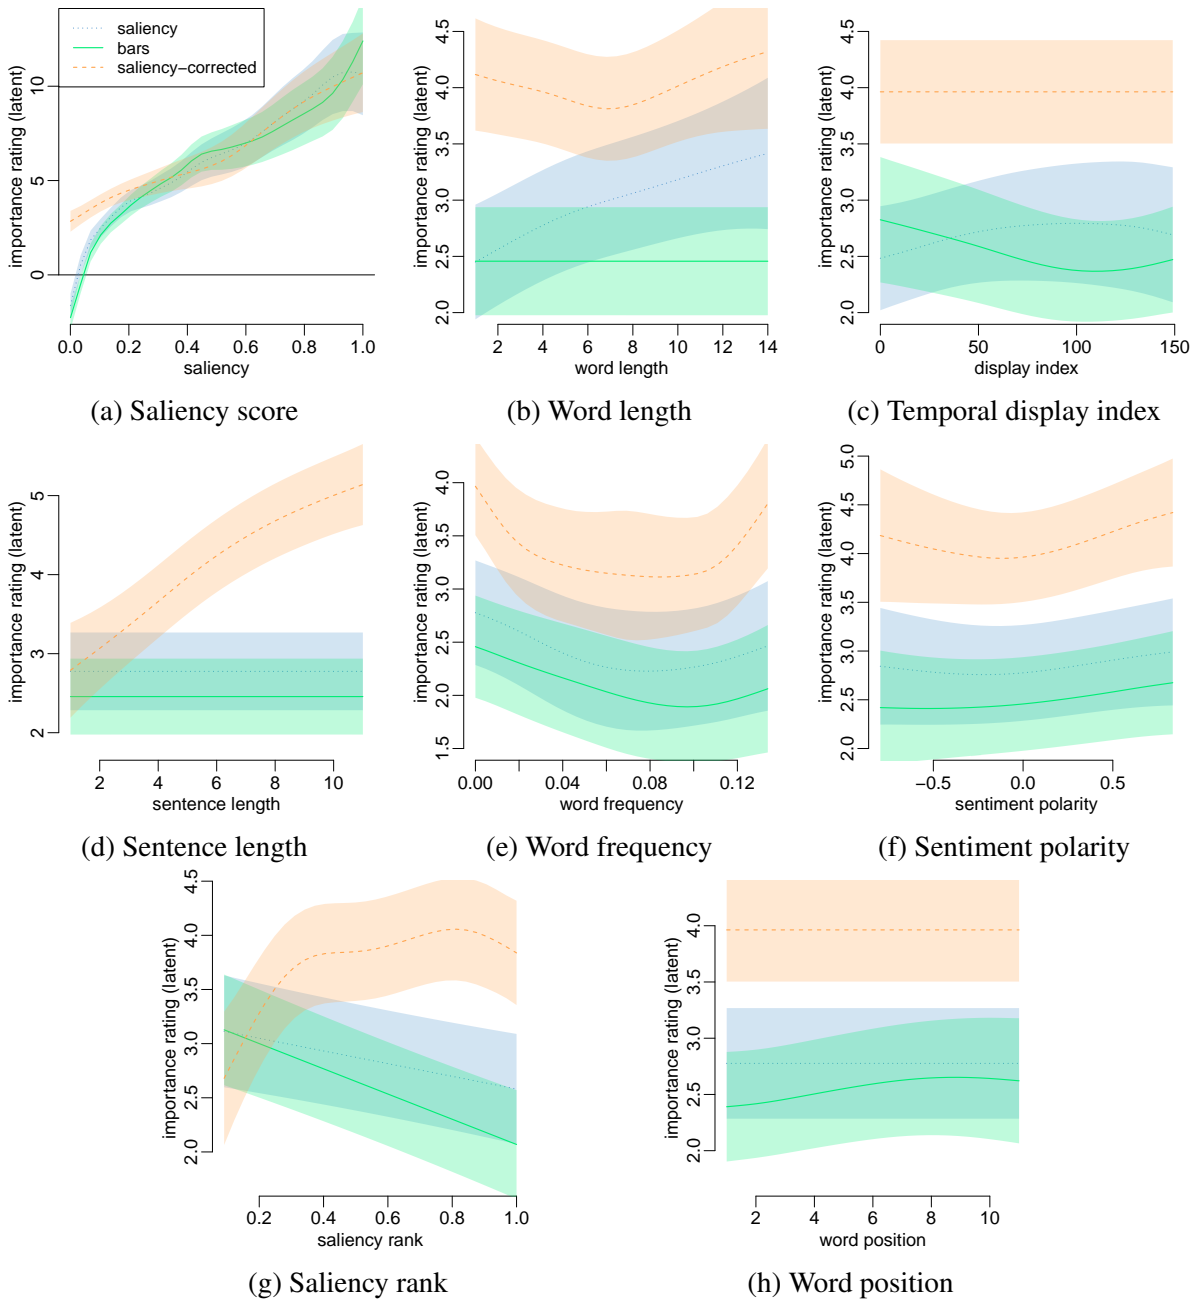 saliency
bars
saliency−corrected
importance rating (latent)
0 5 10
0.0 0.2 0.4 0.6 0.8 1.0
saliency
(a) Saliency score
importance rating (latent)
2.0 2.5 3.0 3.5 4.0 4.5
2 4 6 8 10 12 14
word length
(b) Word length
importance rating (latent)
2.0 2.5 3.0 3.5 4.0 4.5
0 50 100 150
display index
(c) Temporal display index
importance rating (latent)
2 3 4 5
2 4 6 8 10
sentence length
(d) Sentence length
importance rating (latent)
1.5 2.0 2.5 3.0 3.5 4.0
0.00 0.04 0.08 0.12
word frequency
(e) Word frequency
importance rating (latent)
2.0 2.5 3.0 3.5 4.0 4.5 5.0
−0.5 0.0 0.5
sentiment polarity
(f) Sentiment polarity
importance rating (latent)
2.0 2.5 3.0 3.5 4.0 4.5
0.2 0.4 0.6 0.8 1.0
saliency rank
(g) Saliency rank
importance rating (latent)
2.0 2.5 3.0 3.5 4.0
2 4 6 8 10
word position
(h) Word position